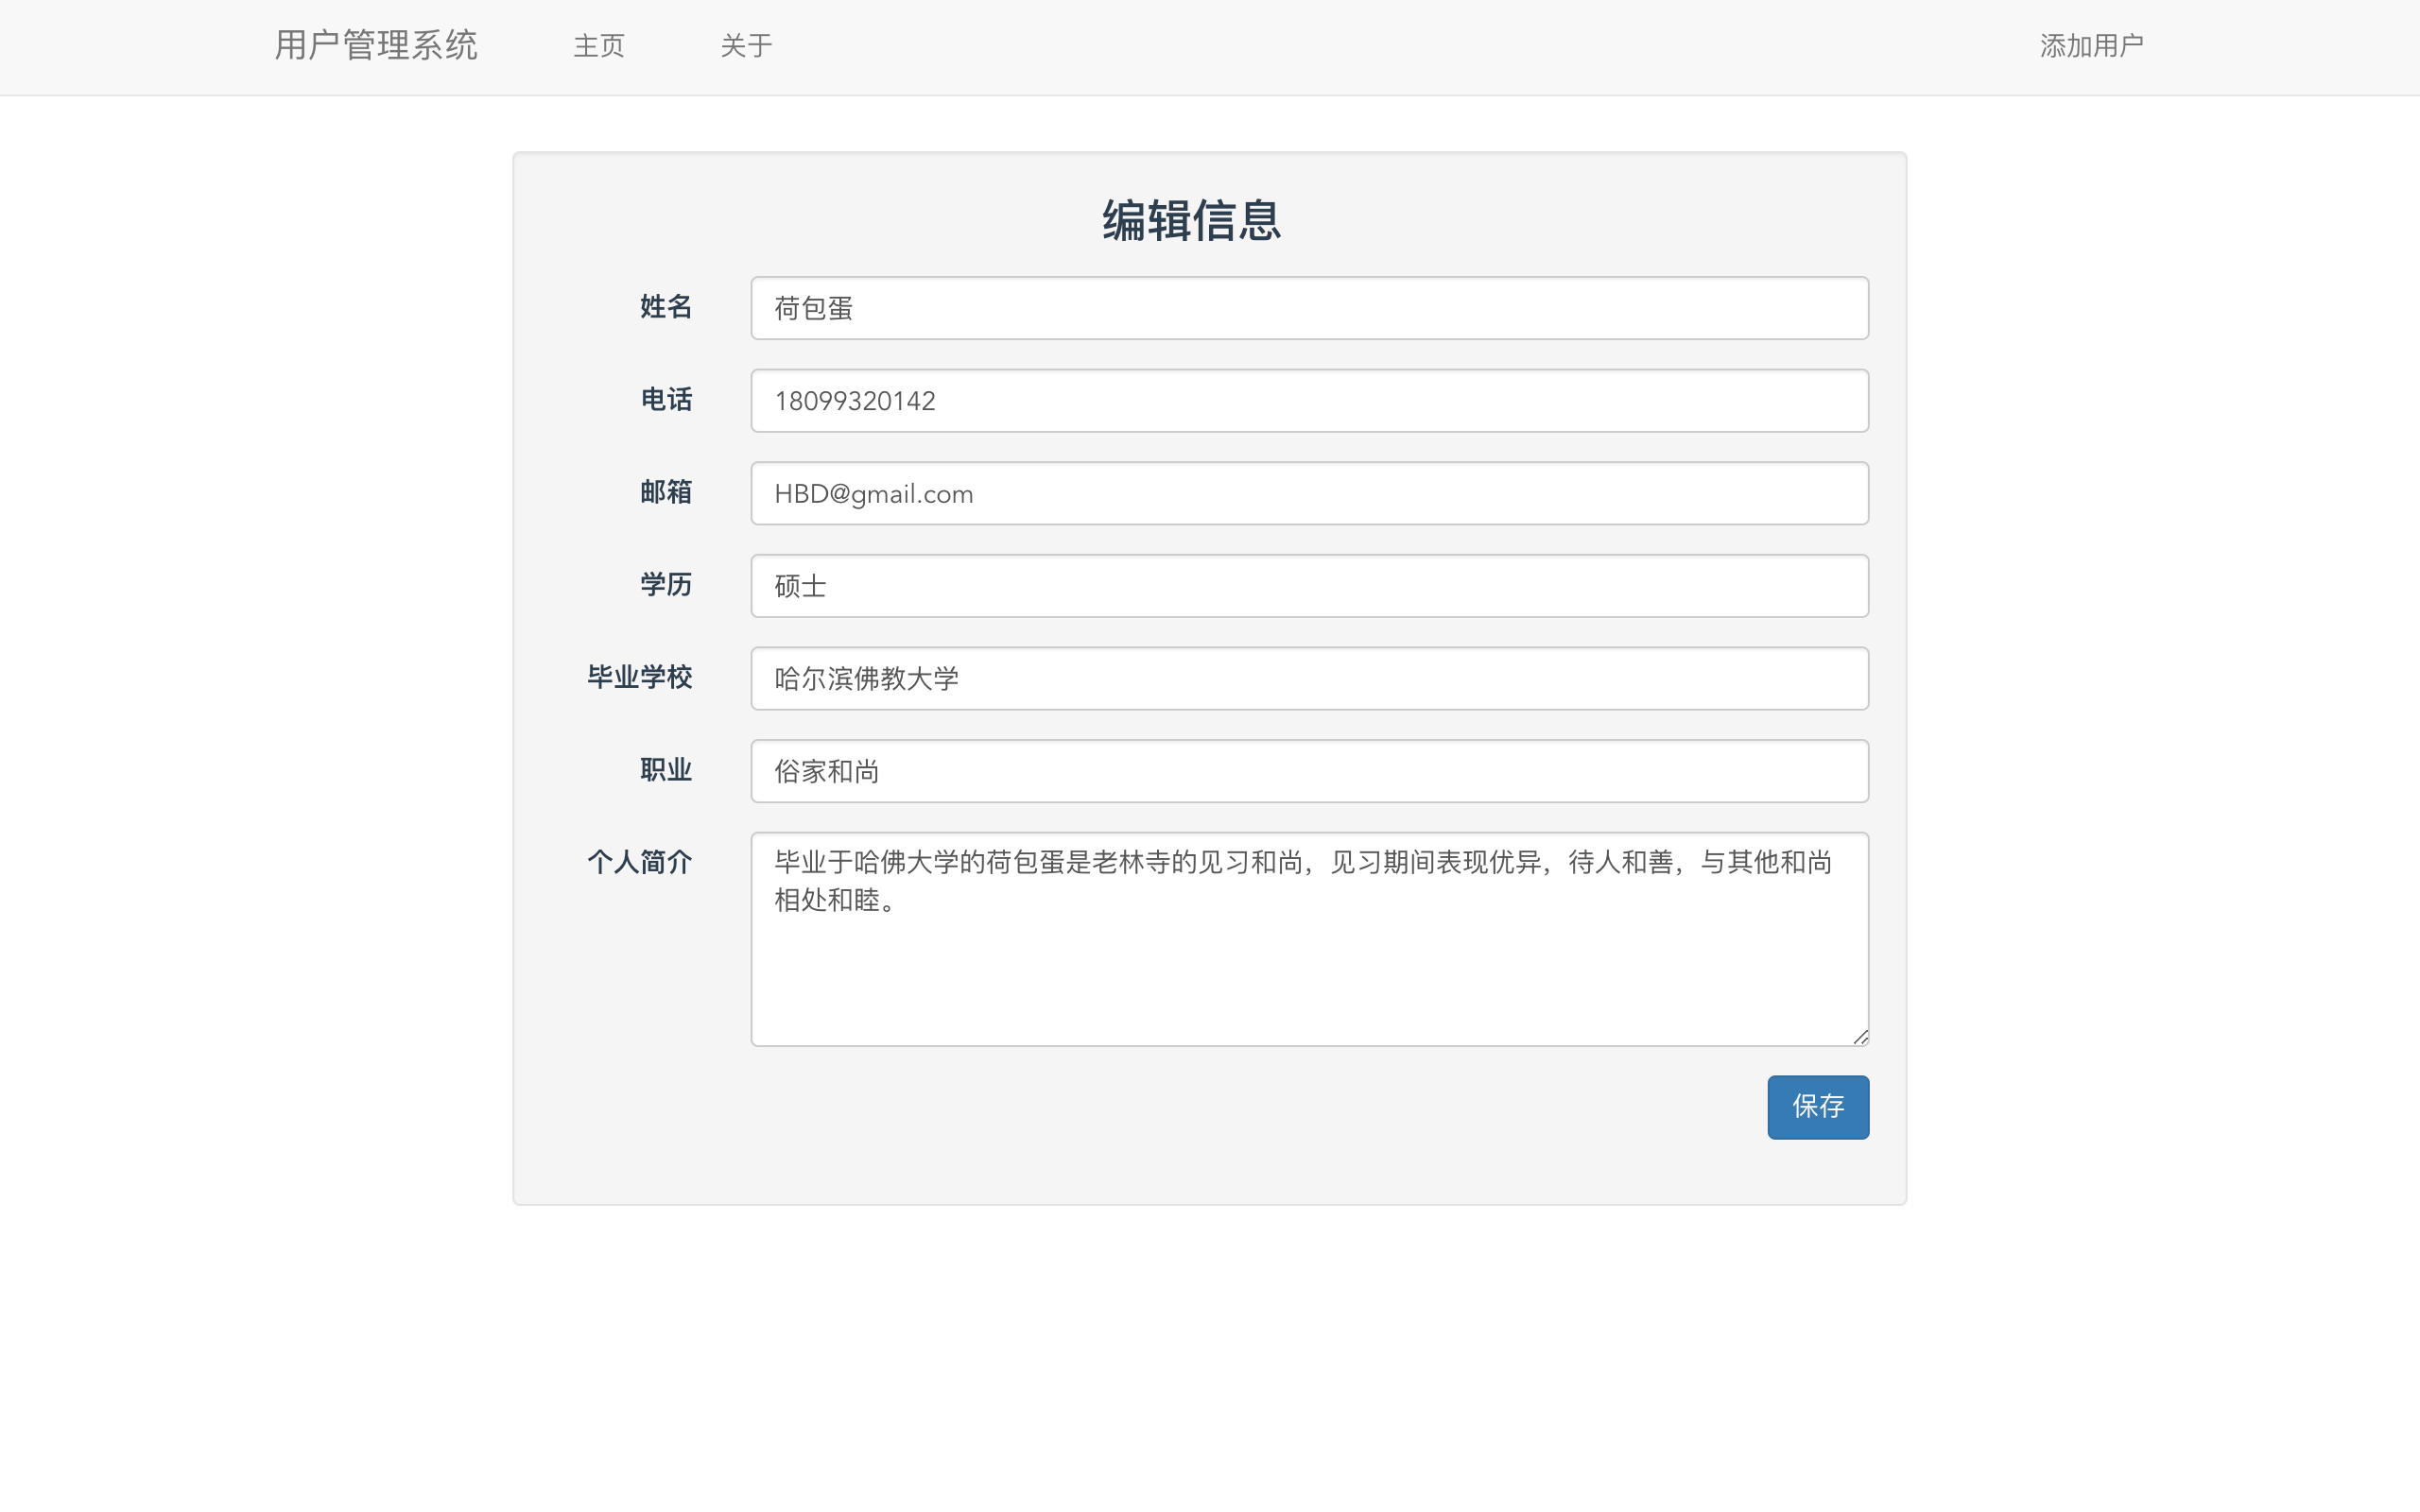 用户管理系统 主页 关于 添加用户
编辑信息
姓名 荷包蛋
电话 18099320142
邮箱 HBD@gmail.com
学历 硕士
毕业学校 哈尔滨佛教大学
职业 俗家和尚
个人简介 毕业于哈佛大学的荷包蛋是老林寺的见习和尚，见习期间表现优异，待人和善，与其他和尚
相处和睦。
保存